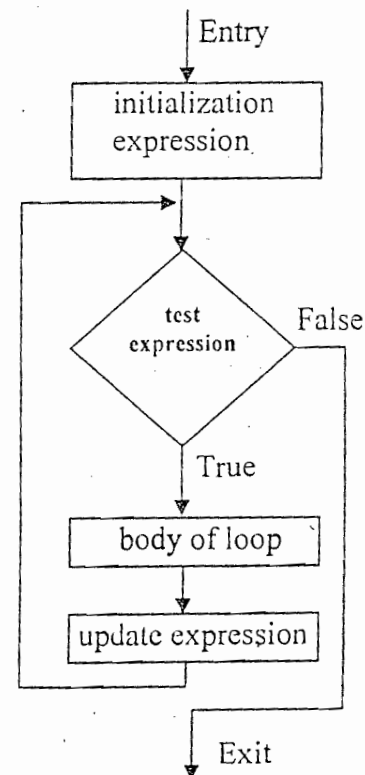 Entry
initialization
expression
test
expression
False
True
body of loop
update expression
Exit